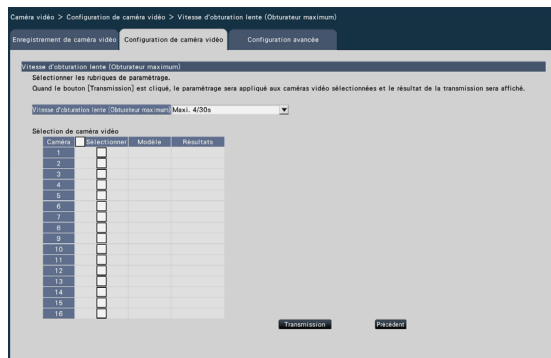 Caméra vidéo > Configuration de caméra vidéo > Vitesse d'obturation lente (Obturateur maximum)
Enregistrement de caméra vidéo Configuration de caméra vidéo Configuration avancée
Vitesse d'obturation lente (Obturateur maximum)
Sélectionner les rubriques de paramétrage.
Quand le bouton [Transmission] est cliqué, le paramétrage sera appliqué aux caméras vidéo sélectionnées et le résultat de la transmission sera affiché.
Vitesse d'obturation lente (Obturateur maximum) Maxi. 4/30s
Sélection de caméra vidéo
Caméra Sélectionner Modèle Résultats
1
2
3
4
5
6
7
8
9
10
11
12
13
14
15
16
Transmission Précédent